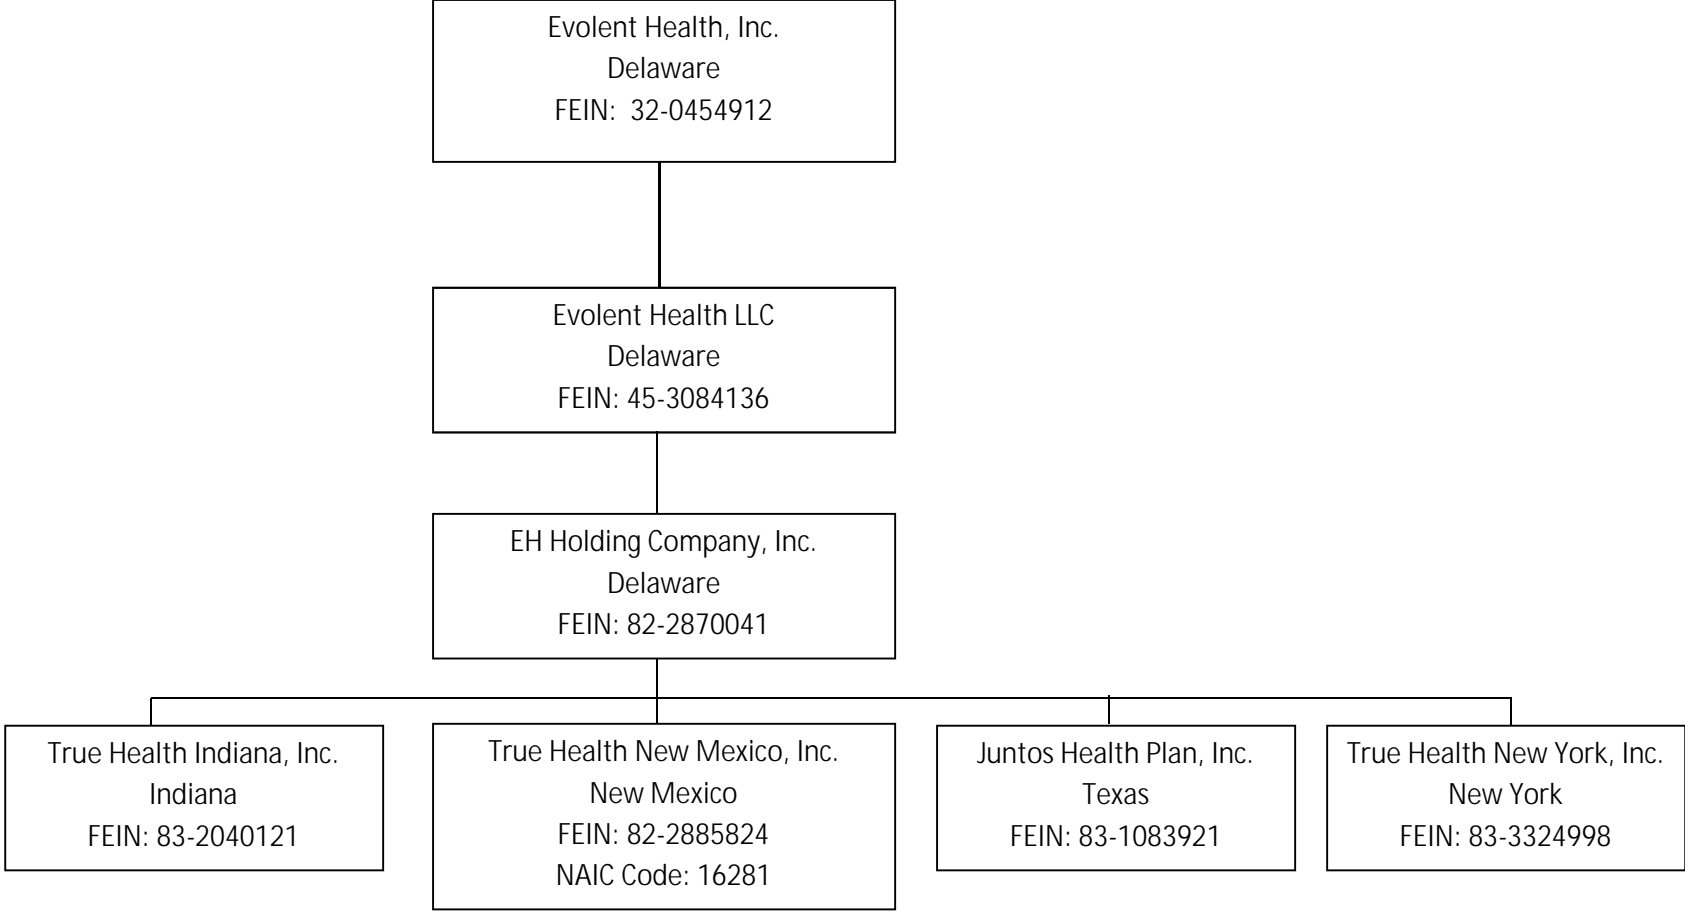 Evolent Health, Inc.
Delaware
FEIN:  32-0454912
Evolent Health LLC
Delaware
FEIN: 45-3084136
EH Holding Company, Inc.
Delaware
FEIN: 82-2870041
True Health Indiana, Inc.
Indiana
FEIN: 83-2040121
True Health New Mexico, Inc.
New Mexico
FEIN: 82-2885824
NAIC Code: 16281
Juntos Health Plan, Inc.
Texas
FEIN: 83-1083921
True Health New York, Inc.
New York
FEIN: 83-3324998